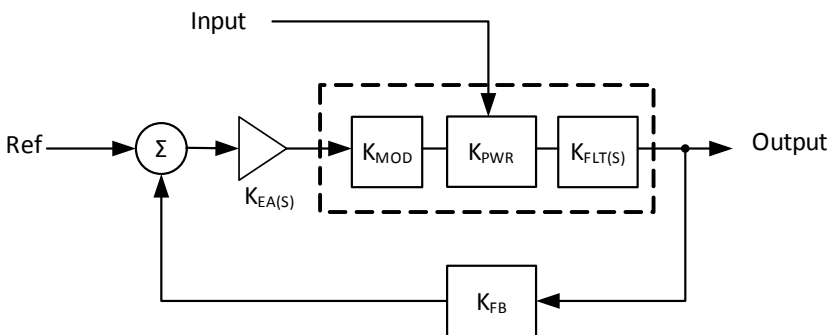 Input
Ref
Σ
K_EA(S)
K_MOD
K_PWR
K_FLT(S)
Output
K_FB